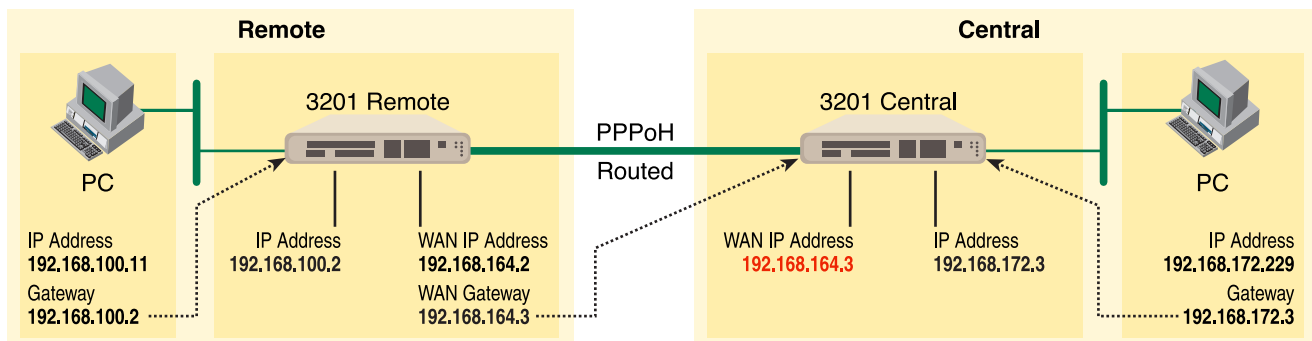 Remote
Central
3201 Remote
3201 Central
PPPoH
Routed
PC
PC
IP Address
192.168.100.11
Gateway
192.168.100.2
IP Address
192.168.100.2
WAN IP Address
192.168.164.2
WAN Gateway
192.168.164.3
WAN IP Address
192.168.164.3
IP Address
192.168.172.3
IP Address
192.168.172.229
Gateway
192.168.172.3